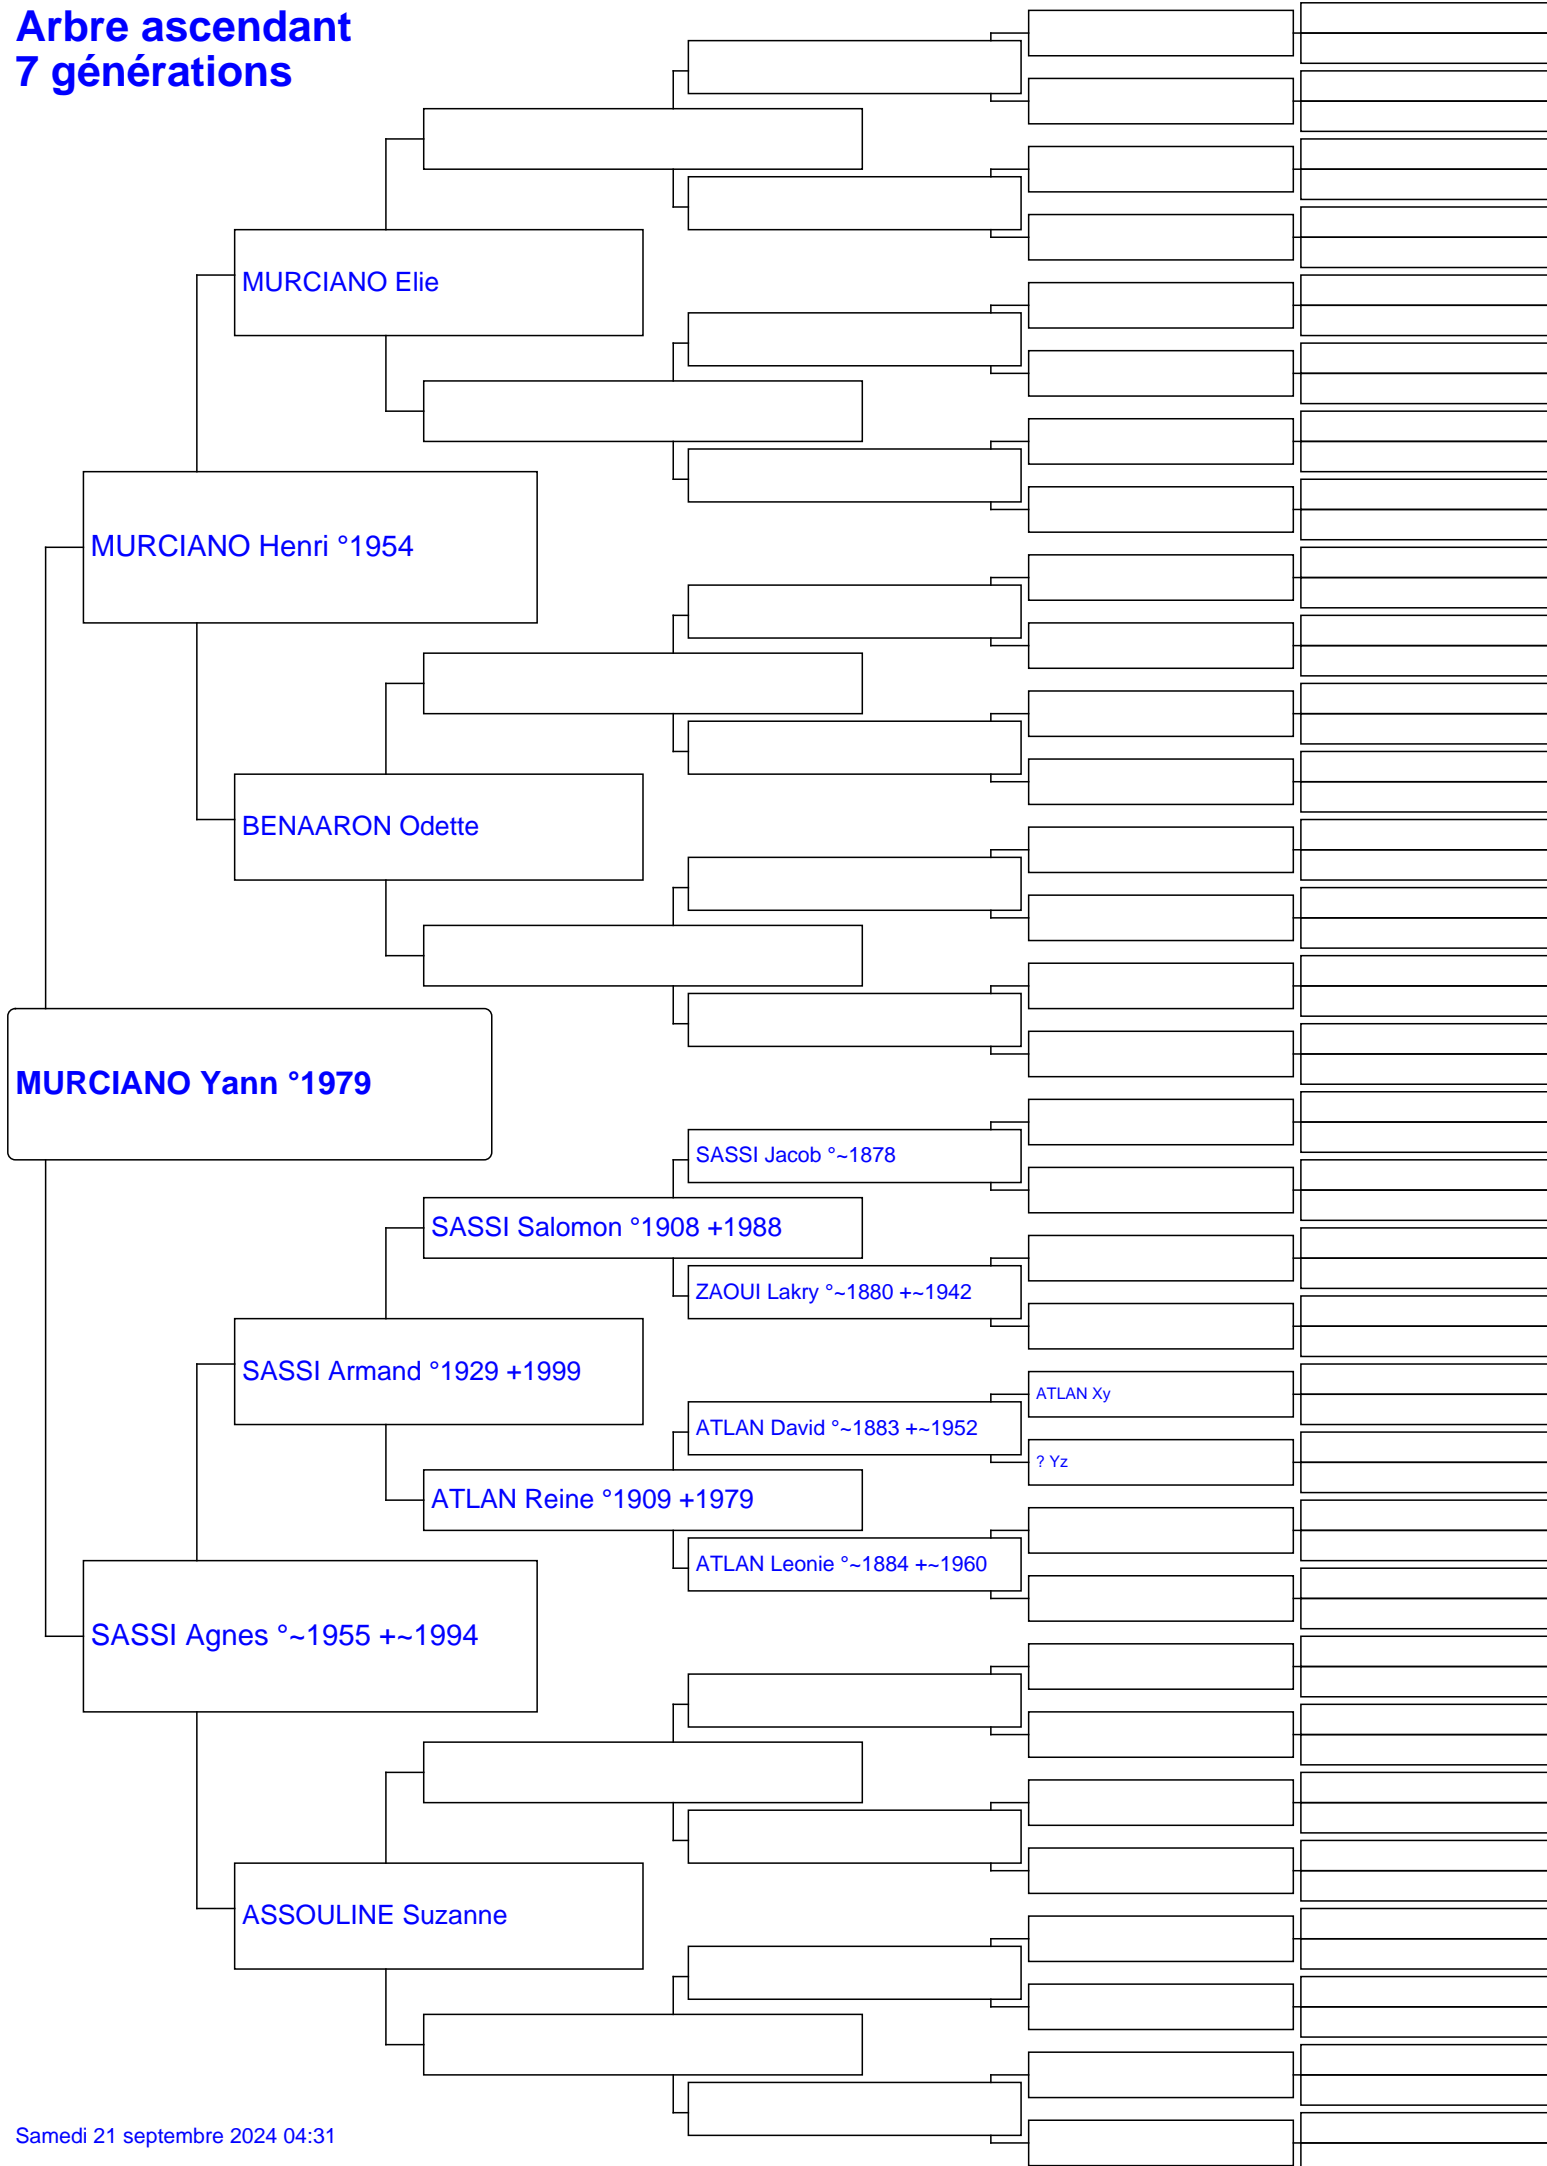 Arbre ascendant
7 générations
MURCIANO Elie
MURCIANO Henri °1954
BENAARON Odette
MURCIANO Yann °1979
SASSI Jacob °~1878
SASSI Salomon °1908 +1988
ZAOUI Lakry °~1880 +~1942
SASSI Armand °1929 +1999
ATLAN Xy
ATLAN David °~1883 +~1952
? Yz
ATLAN Reine °1909 +1979
ATLAN Leonie °~1884 +~1960
SASSI Agnes °~1955 +~1994
ASSOULINE Suzanne
Samedi 21 septembre 2024 04:31